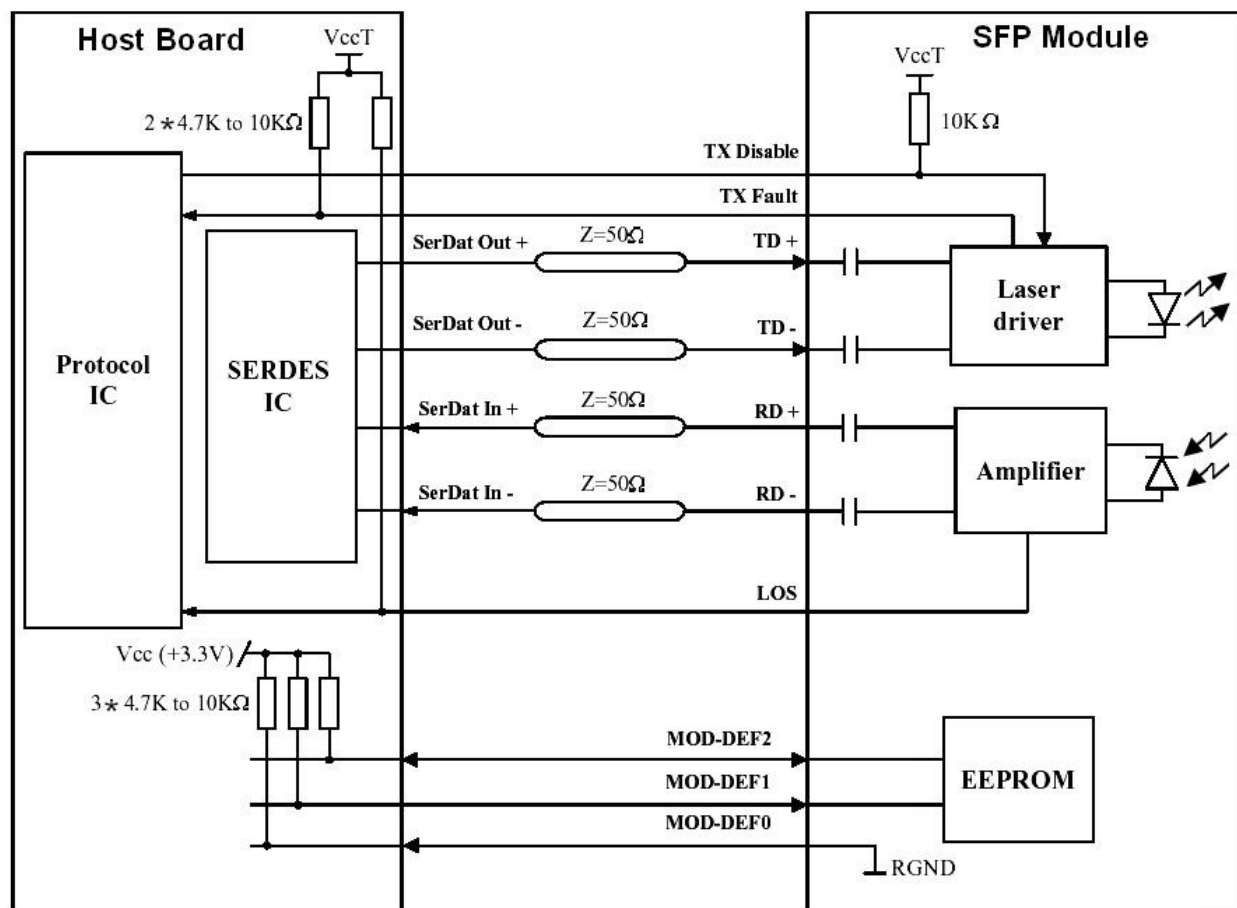 Host Board
SFP Module
VccT
VccT
2*4.7K to 10KΩ
10KΩ
TX Disable
TX Fault
SerDat Out +
Z=50Ω
TD +
Laser
driver
SerDat Out -
Z=50Ω
TD -
Protocol
IC
SERDES
IC
SerDat In +
Z=50Ω
RD +
Amplifier
SerDat In -
Z=50Ω
RD -
LOS
Vcc (+3.3V)
3* 4.7K to 10KΩ
MOD-DEF2
EEPROM
MOD-DEF1
MOD-DEF0
RGND